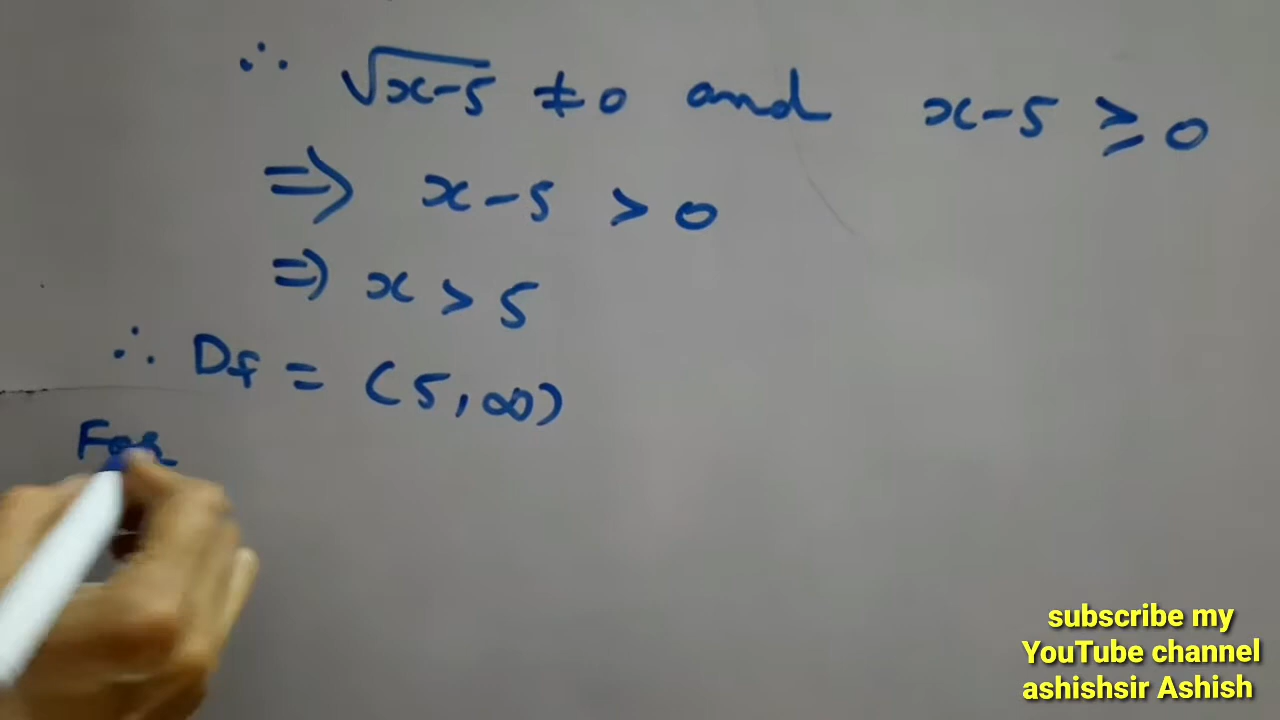 ∴ √x-5 ≠ 0 and x-5 ≥ 0
⇒ x-5 > 0
⇒ x > 5
∴ Df = (5, ∞)
For
subscribe my
YouTube channel
ashishsir Ashish